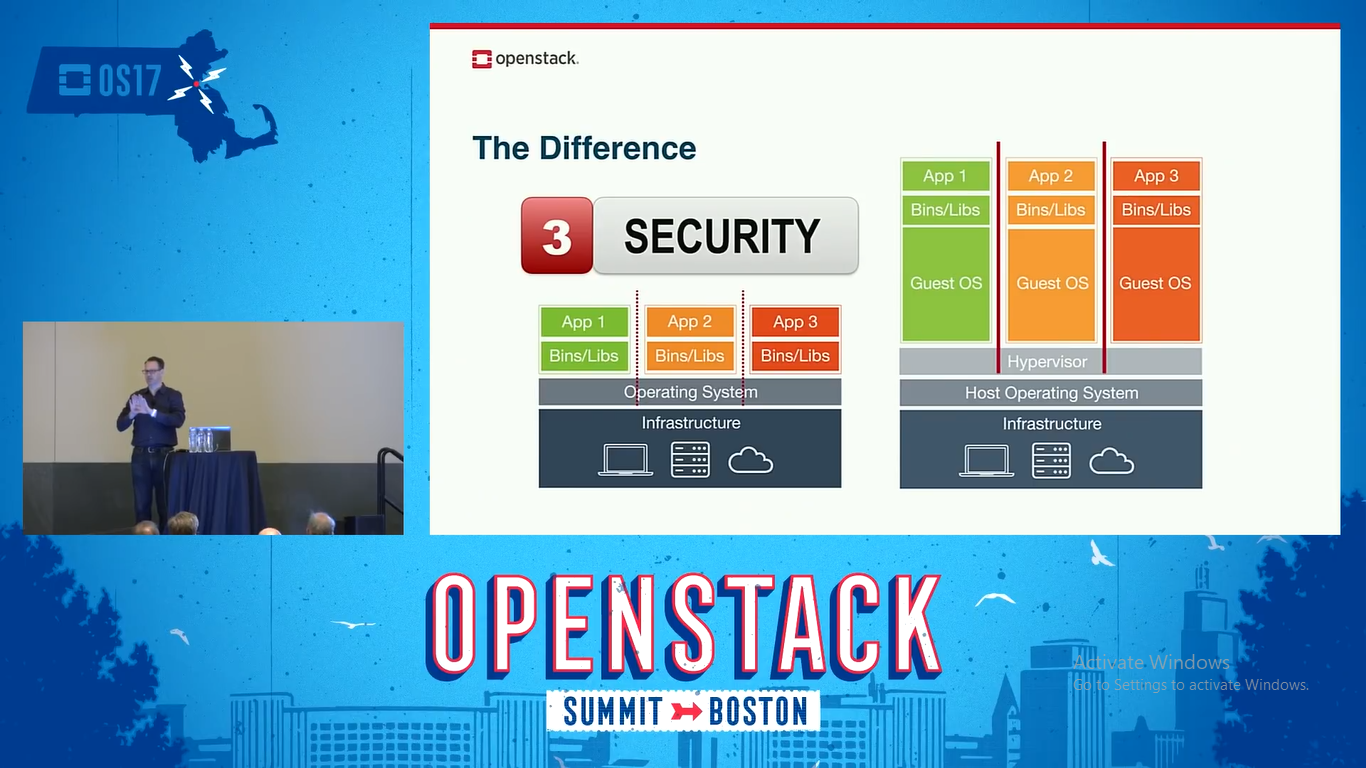 OS17
openstack.
The Difference
3 SECURITY
App 1 App 2 App 3
Bins/Libs Bins/Libs Bins/Libs
Operating System
Infrastructure
App 1 App 2 App 3
Bins/Libs Bins/Libs Bins/Libs
Guest OS Guest OS Guest OS
Hypervisor
Host Operating System
Infrastructure
OPENSTACK
SUMMIT BOSTON
Activate Windows
Go to Settings to activate Windows.